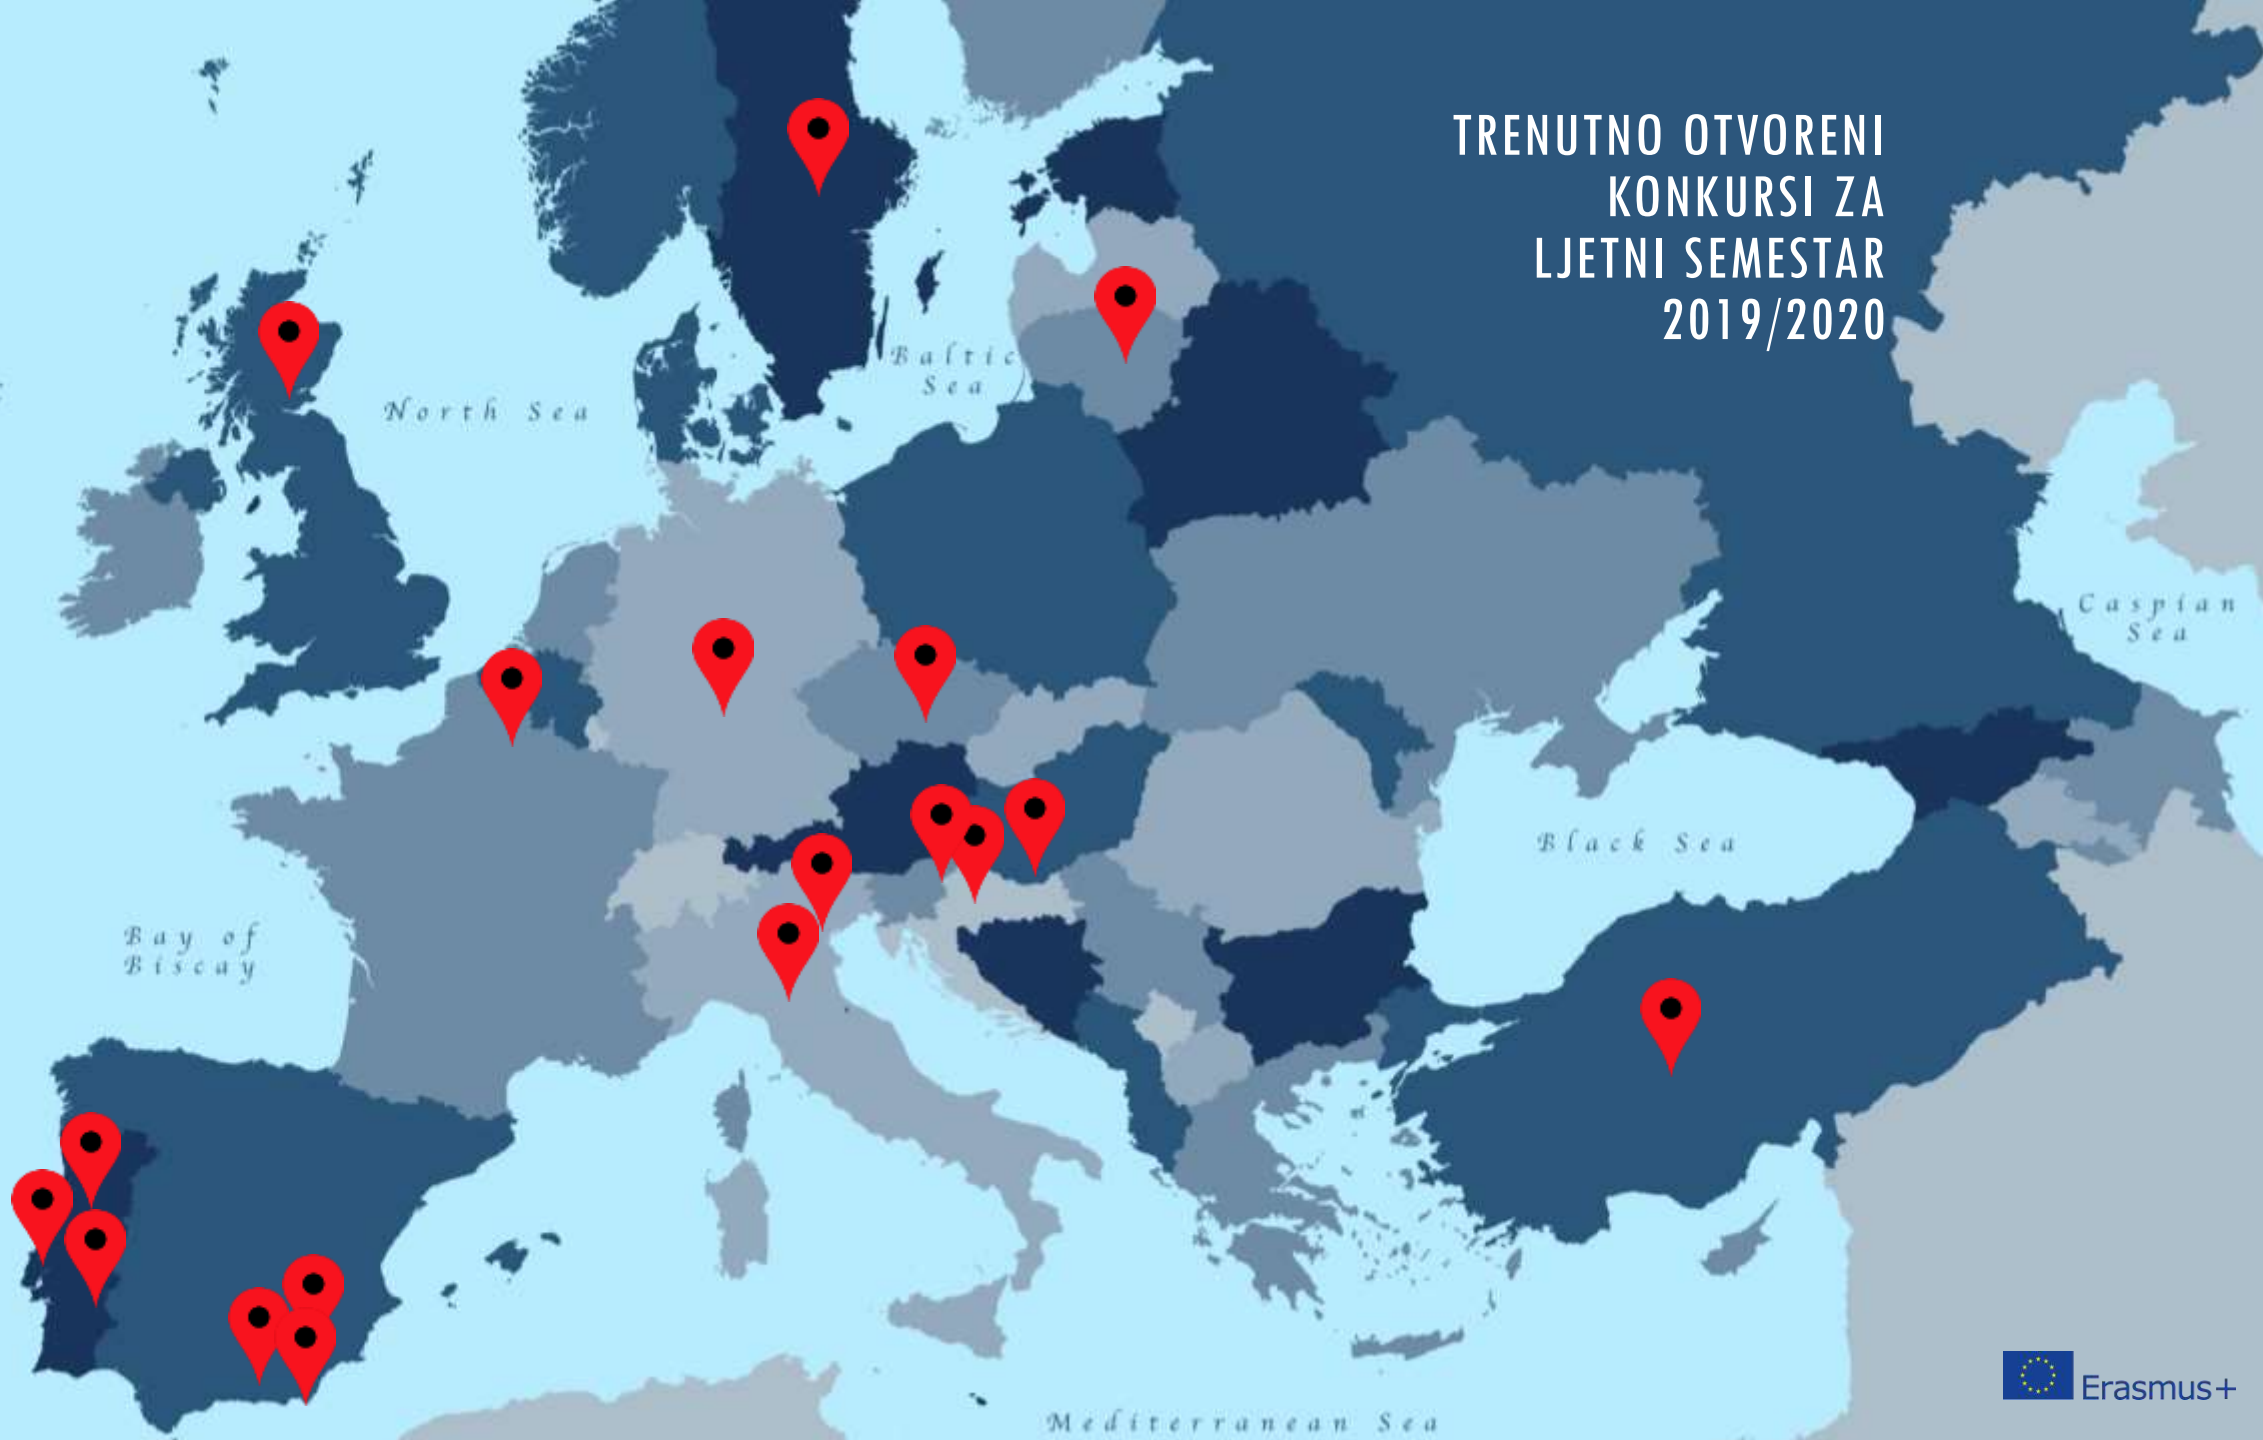 TRENUTNO OTVORENI
KONKURSI ZA
LJETNI SEMESTAR
2019/2020
Baltic
Sea
North Sea
Caspian
Sea
Black Sea
Bay of
Biscay
Erasmus+
Mediterranean Sea